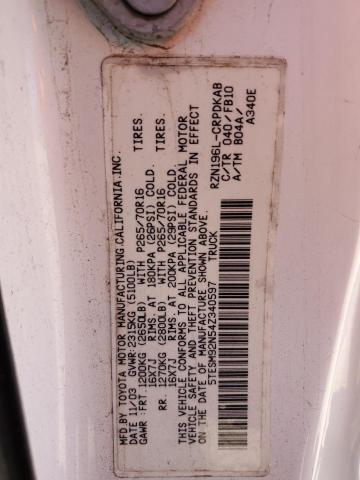 MFD BY TOYOTA MOTOR MANUFACTURING CALIFORNIA INC.
DATE 11/03 GVWR:2315KG (5100LB)
GAWR: FRT.1200KG (2650LB) WITH P265/70R16 TIRES.
16X7J RIMS. AT 180KPA (26PSI) COLD.
RR. 1270KG (2800LB) WITH P265/70R16 TIRES.
16X7J RIMS. AT 200KPA (29PSI) COLD.
THIS VEHICLE CONFORMS TO ALL APPLICABLE FEDERAL MOTOR
VEHICLE SAFETY AND THEFT PREVENTION STANDARDS IN EFFECT
ON THE DATE OF MANUFACTURE SHOWN ABOVE.
5TESM92N54Z340597 TRUCK
RZN196L-CRPDKAB
C/TR 040/FB10
A/TM B04A/
A340E